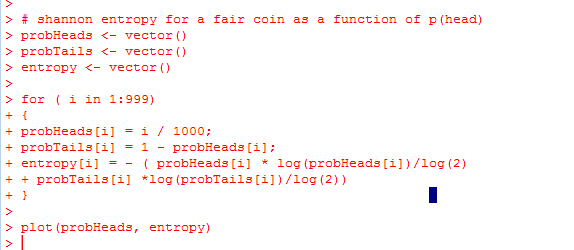 >
> # shannon entropy for a fair coin as a function of p(head)
> probHeads <- vector()
> probTails <- vector()
> entropy <- vector()
>
> for ( i in 1:999)
+ {
+ probHeads[i] = i / 1000;
+ probTails[i] = 1 - probHeads[i];
+ entropy[i] = - ( probHeads[i] * log(probHeads[i])/log(2)
+ + probTails[i] *log(probTails[i])/log(2))
+ }
>
> plot(probHeads, entropy)
>